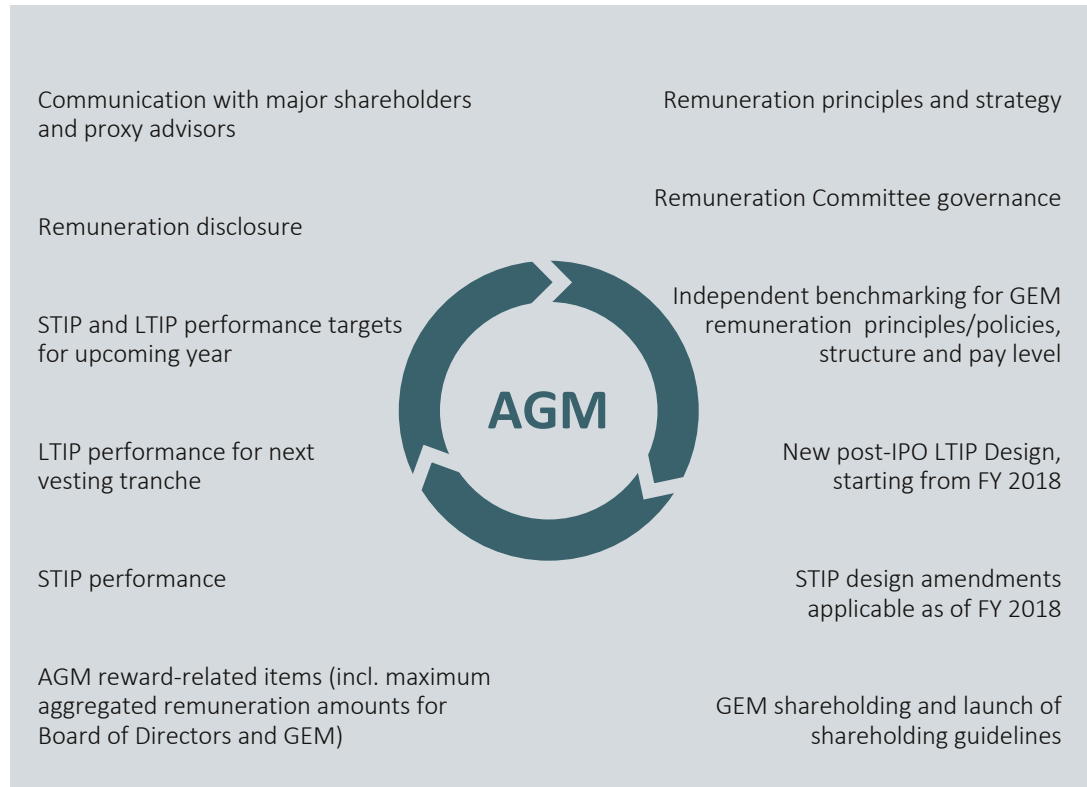 Communication with major shareholders
and proxy advisors
Remuneration disclosure
STIP and LTIP performance targets
for upcoming year
LTIP performance for next
vesting tranche
STIP performance
AGM reward-related items (incl. maximum
aggregated remuneration amounts for
Board of Directors and GEM)
AGM
Remuneration principles and strategy
Remuneration Committee governance
Independent benchmarking for GEM
remuneration principles/policies,
structure and pay level
New post-IPO LTIP Design,
starting from FY 2018
STIP design amendments
applicable as of FY 2018
GEM shareholding and launch of
shareholding guidelines